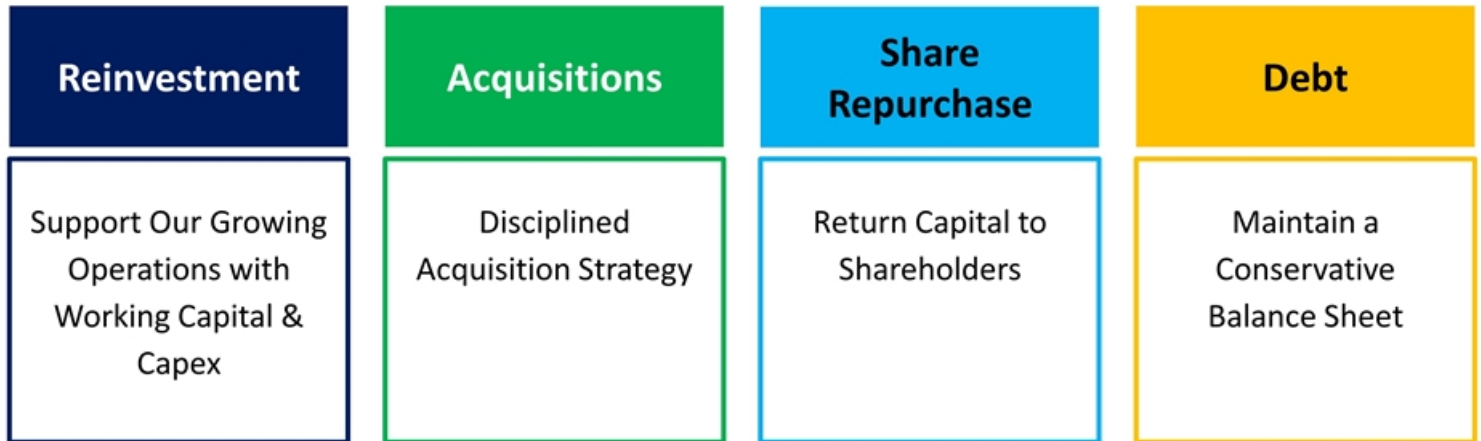 Reinvestment
Support Our Growing
Operations with
Working Capital &
Capex
Acquisitions
Disciplined
Acquisition Strategy
Share
Repurchase
Return Capital to
Shareholders
Debt
Maintain a
Conservative
Balance Sheet